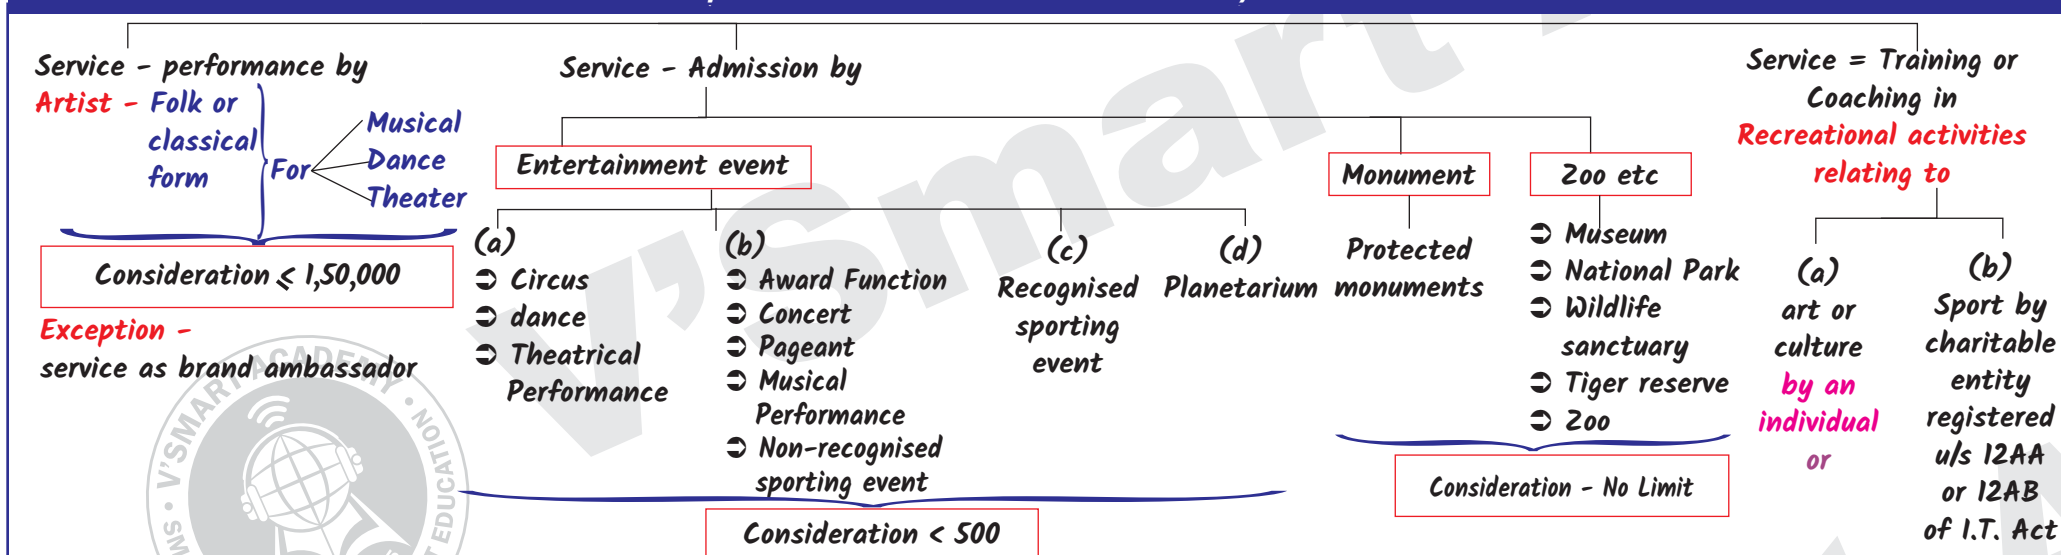 Service - performance by
Artist - Folk or
classical
form
For
Musical
Dance
Theater
Consideration ≤ 1,50,000
Exception -
service as brand ambassador
Service - Admission by
Entertainment event
(a)
➲ Circus
➲ dance
➲ Theatrical
Performance
(b)
➲ Award Function
➲ Concert
➲ Pageant
➲ Musical
Performance
➲ Non-recognised
sporting event
(c)
Recognised
sporting
event
(d)
Planetarium
Consideration < 500
Monument
Protected
monuments
Zoo etc
➲ Museum
➲ National Park
➲ Wildlife
sanctuary
➲ Tiger reserve
➲ Zoo
Consideration - No Limit
Service = Training or
Coaching in
Recreational activities
relating to
(a)
art or
culture
by an
individual
or
(b)
Sport by
charitable
entity
registered
u/s 12AA
or 12AB
of I.T. Act
V'Smart
V'SMART ACADEMY •